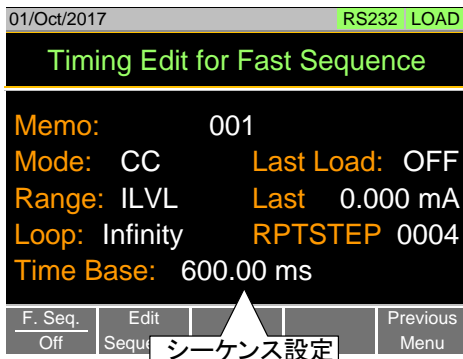 01/Oct/2017 RS232 LOAD
Timing Edit for Fast Sequence
Memo: 001
Mode: CC Last Load: OFF
Range: ILVL Last 0.000 mA
Loop: Infinity RPTSTEP 0004
Time Base: 600.00 ms
F. Seq. Edit Previous
Off Menu
シーケンス設定